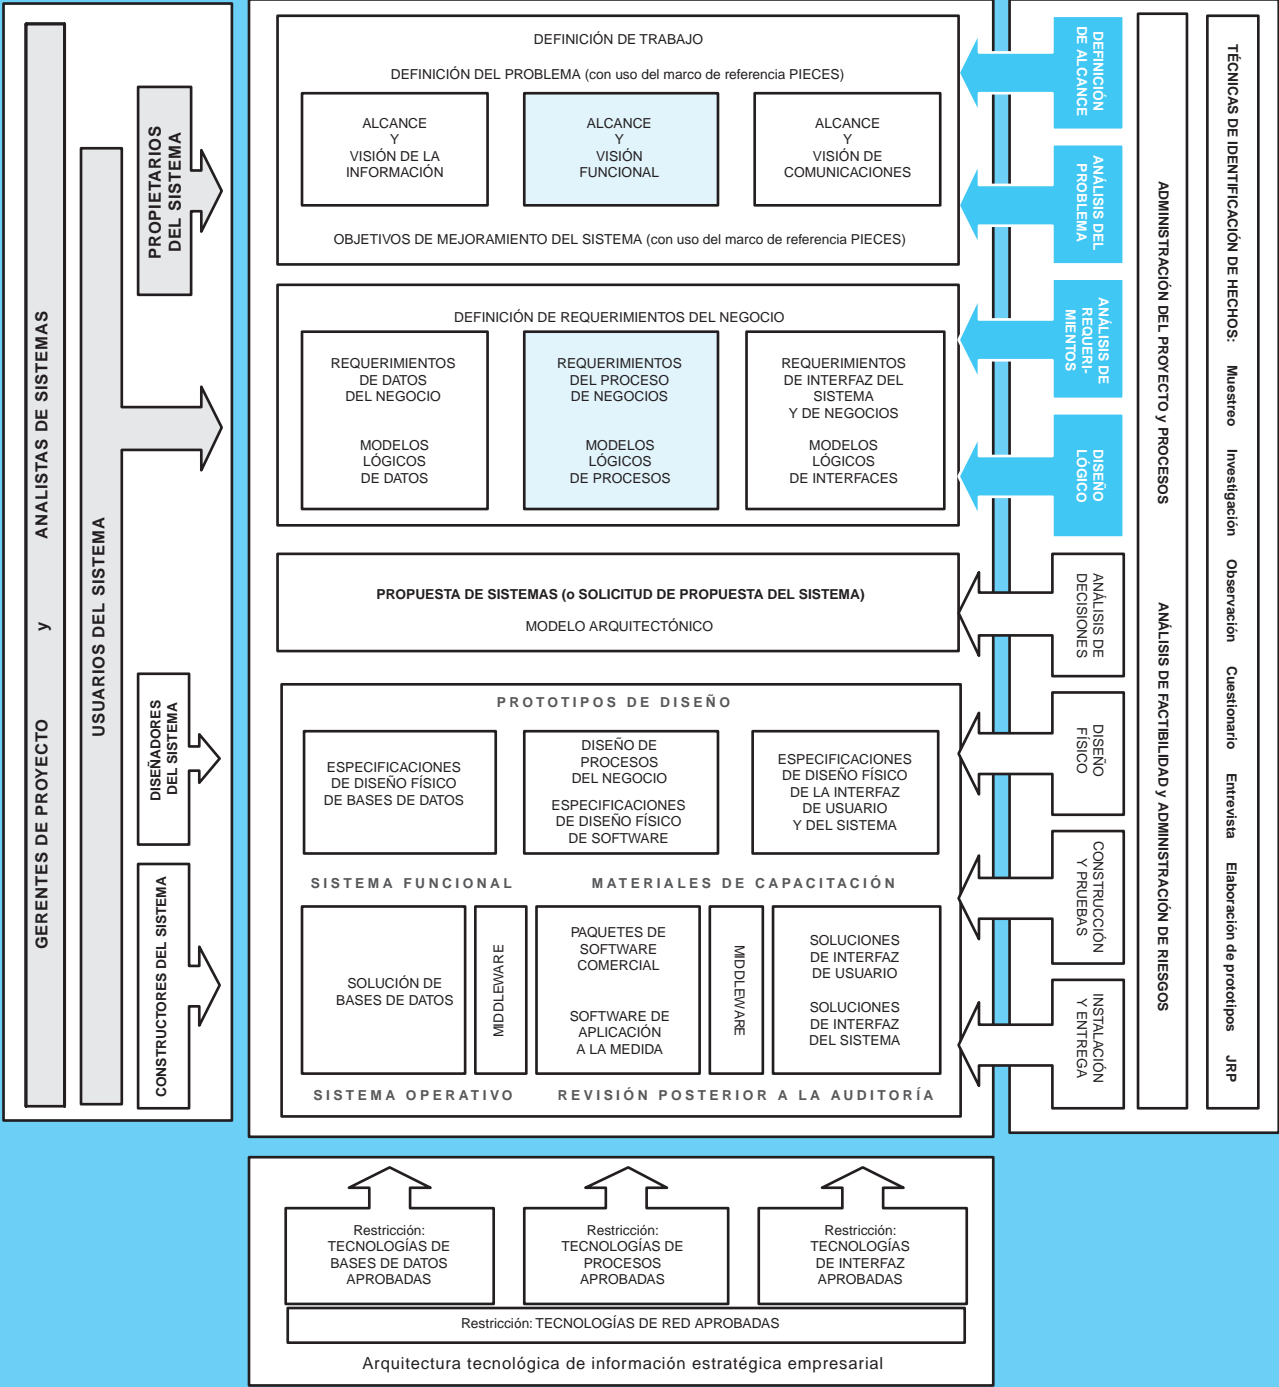 GERENTES DE PROYECTO y ANALISTAS DE SISTEMAS
USUARIOS DEL SISTEMA
PROPIETARIOS
DEL SISTEMA
DISEÑADORES
DEL SISTEMA
CONSTRUCTORES DEL SISTEMA
DEFINICIÓN DE TRABAJO
DEFINICIÓN DEL PROBLEMA (con uso del marco de referencia PIECES)
ALCANCE
Y
VISIÓN DE LA
INFORMACIÓN
ALCANCE
Y
VISIÓN
FUNCIONAL
ALCANCE
Y
VISIÓN DE
COMUNICACIONES
OBJETIVOS DE MEJORAMIENTO DEL SISTEMA (con uso del marco de referencia PIECES)
DEFINICIÓN DE REQUERIMIENTOS DEL NEGOCIO
REQUERIMIENTOS
DE DATOS
DEL NEGOCIO
MODELOS
LÓGICOS
DE DATOS
REQUERIMIENTOS
DEL PROCESO
DE NEGOCIOS
MODELOS
LÓGICOS
DE PROCESOS
REQUERIMIENTOS
DE INTERFAZ DEL
SISTEMA
Y DE NEGOCIOS
MODELOS
LÓGICOS
DE INTERFACES
PROPUESTA DE SISTEMAS (o SOLICITUD DE PROPUESTA DEL SISTEMA)
MODELO ARQUITECTÓNICO
PROTOTIPOS DE DISEÑO
ESPECIFICACIONES
DE DISEÑO FÍSICO
DE BASES DE DATOS
DISEÑO DE
PROCESOS
DEL NEGOCIO
ESPECIFICACIONES
DE DISEÑO FÍSICO
DE SOFTWARE
ESPECIFICACIONES
DE DISEÑO FÍSICO
DE LA INTERFAZ
DE USUARIO
Y DEL SISTEMA
SISTEMA FUNCIONAL
MATERIALES DE CAPACITACIÓN
SOLUCIÓN DE
BASES DE DATOS
MIDDLEWARE
PAQUETES DE
SOFTWARE
COMERCIAL
SOFTWARE DE
APLICACIÓN
A LA MEDIDA
MIDDLEWARE
SOLUCIONES
DE INTERFAZ
DE USUARIO
SOLUCIONES
DE INTERFAZ
DEL SISTEMA
SISTEMA OPERATIVO
REVISIÓN POSTERIOR A LA AUDITORÍA
DEFINICIÓN
DE ALCANCE
ANÁLISIS DEL
PROBLEMA
ANÁLISIS DE
REQUERI-
MIENTOS
DISEÑO
LÓGICO
ANÁLISIS DE
DECISIONES
DISEÑO
FÍSICO
CONSTRUCCIÓN
Y PRUEBAS
INSTALACIÓN
Y ENTREGA
ADMINISTRACIÓN DEL PROYECTO y PROCESOS
ANÁLISIS DE FACTIBILIDAD y ADMINISTRACIÓN DE RIESGOS
TÉCNICAS DE IDENTIFICACIÓN DE HECHOS: Muestreo Investigación Observación Cuestionario Entrevista Elaboración de prototipos JRP
Restricción:
TECNOLOGÍAS DE
BASES DE DATOS
APROBADAS
Restricción:
TECNOLOGÍAS DE
PROCESOS
APROBADAS
Restricción:
TECNOLOGÍAS
DE INTERFAZ
APROBADAS
Restricción: TECNOLOGÍAS DE RED APROBADAS
Arquitectura tecnológica de información estratégica empresarial